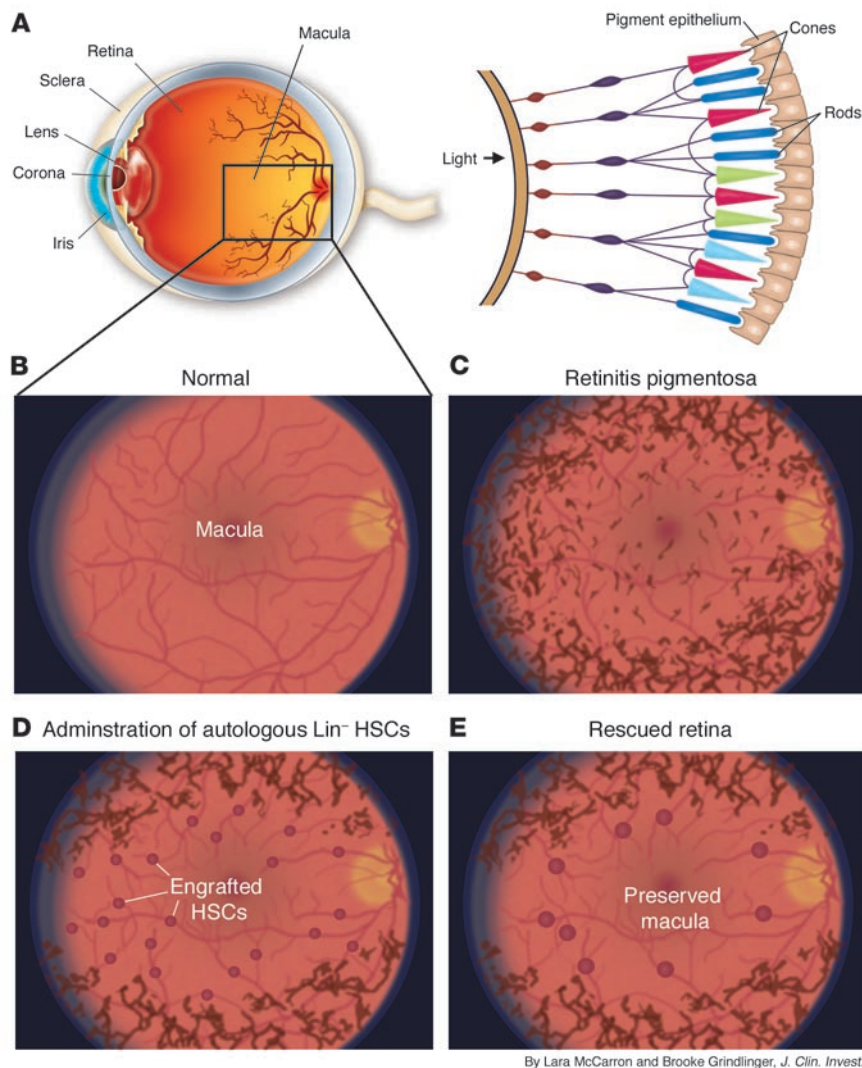 A
Retina
Macula
Sclera
Lens
Corona
Iris
Pigment epithelium
Cones
Rods
Light
B
Normal
Macula
C
Retinitis pigmentosa
D
Adminstration of autologous Lin⁻ HSCs
Engrafted
HSCs
E
Rescued retina
Preserved
macula
By Lara McCarron and Brooke Grindlinger, J. Clin. Invest.